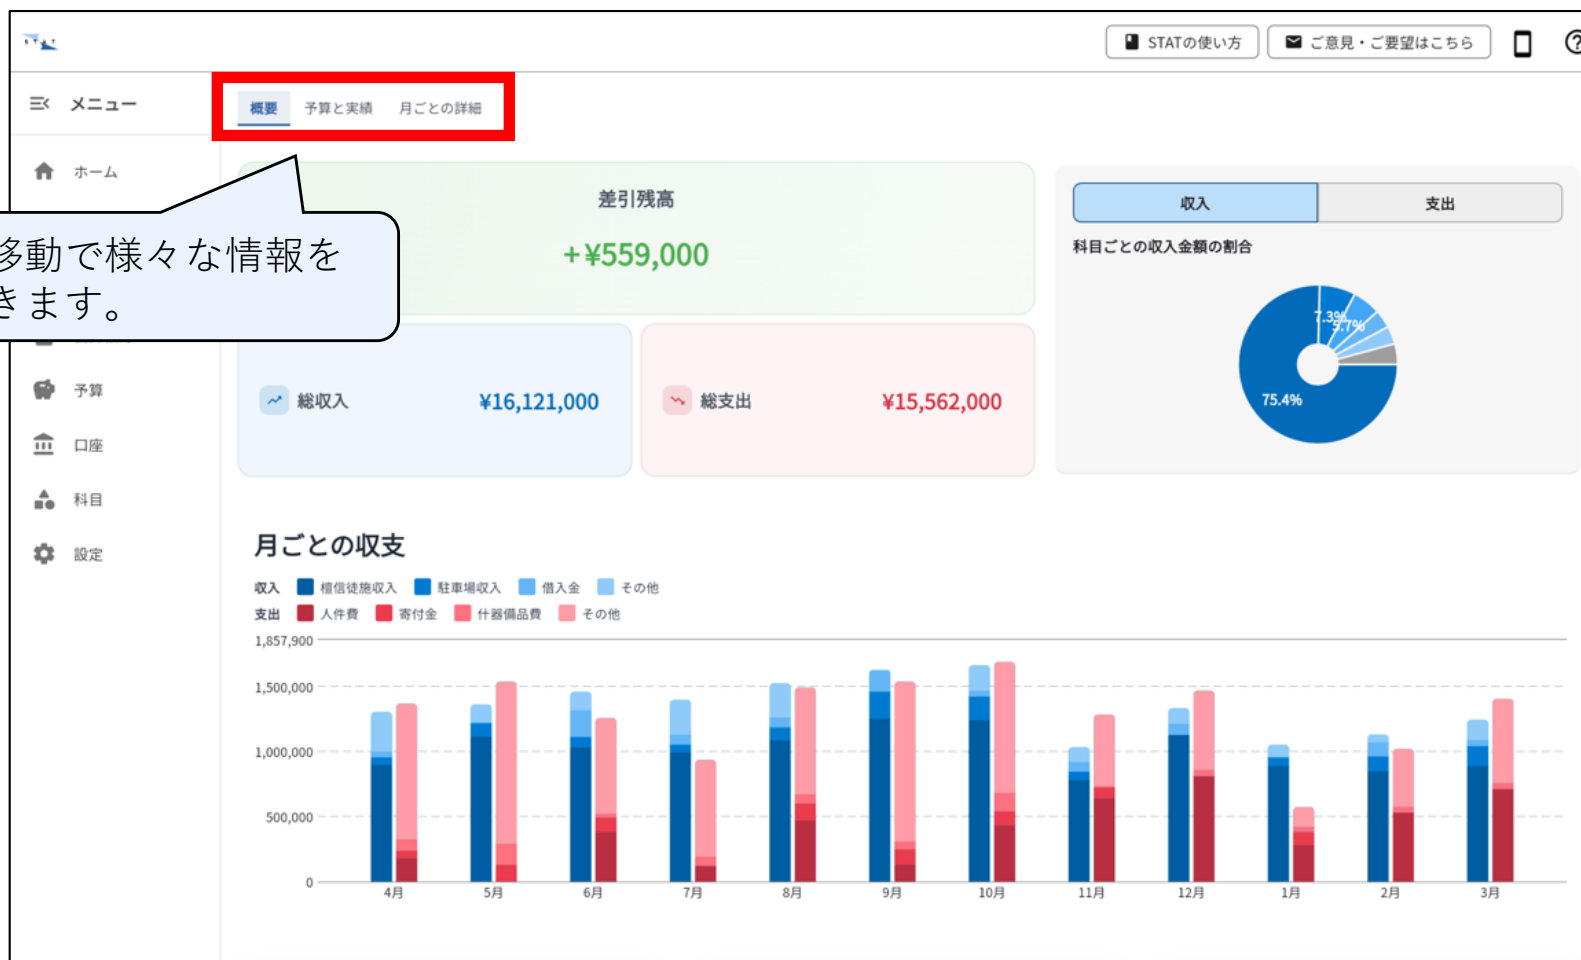 STAT
STATの使い方
ご意見・ご要望はこちら
メニュー
概要 予算と実績 月ごとの詳細
ホーム
移動で様々な情報を
きます。
差引残高
+¥559,000
収入 支出
科目ごとの収入金額の割合
7.3%
5.7%
75.4%
総収入 ¥16,121,000
総支出 ¥15,562,000
予算
口座
科目
設定
月ごとの収支
収入 檀信徒施収入 駐車場収入 借入金 その他
支出 人件費 寄付金 什器備品費 その他
1,857,900
1,500,000
1,000,000
500,000
0
4月 5月 6月 7月 8月 9月 10月 11月 12月 1月 2月 3月